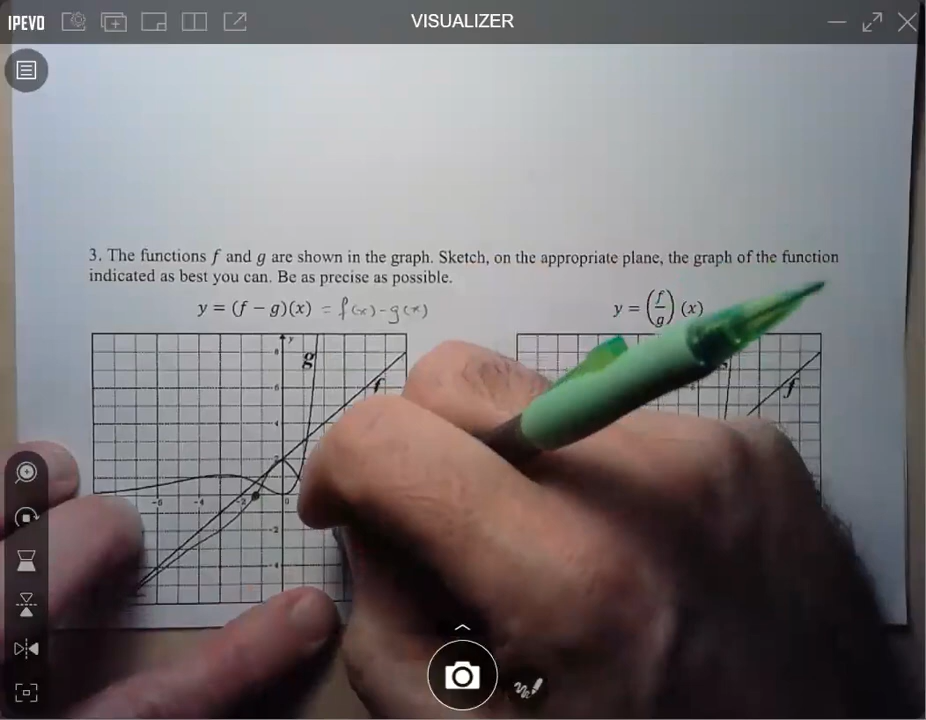 IPEVO
VISUALIZER
3. The functions f and g are shown in the graph. Sketch, on the appropriate plane, the graph of the function
indicated as best you can. Be as precise as possible.
y = (f − g)(x) = f(x) - g(x)
y = (f/g) (x)
y
8
g
f
6
4
2
-6
-4
-2
0
-2
-4
f